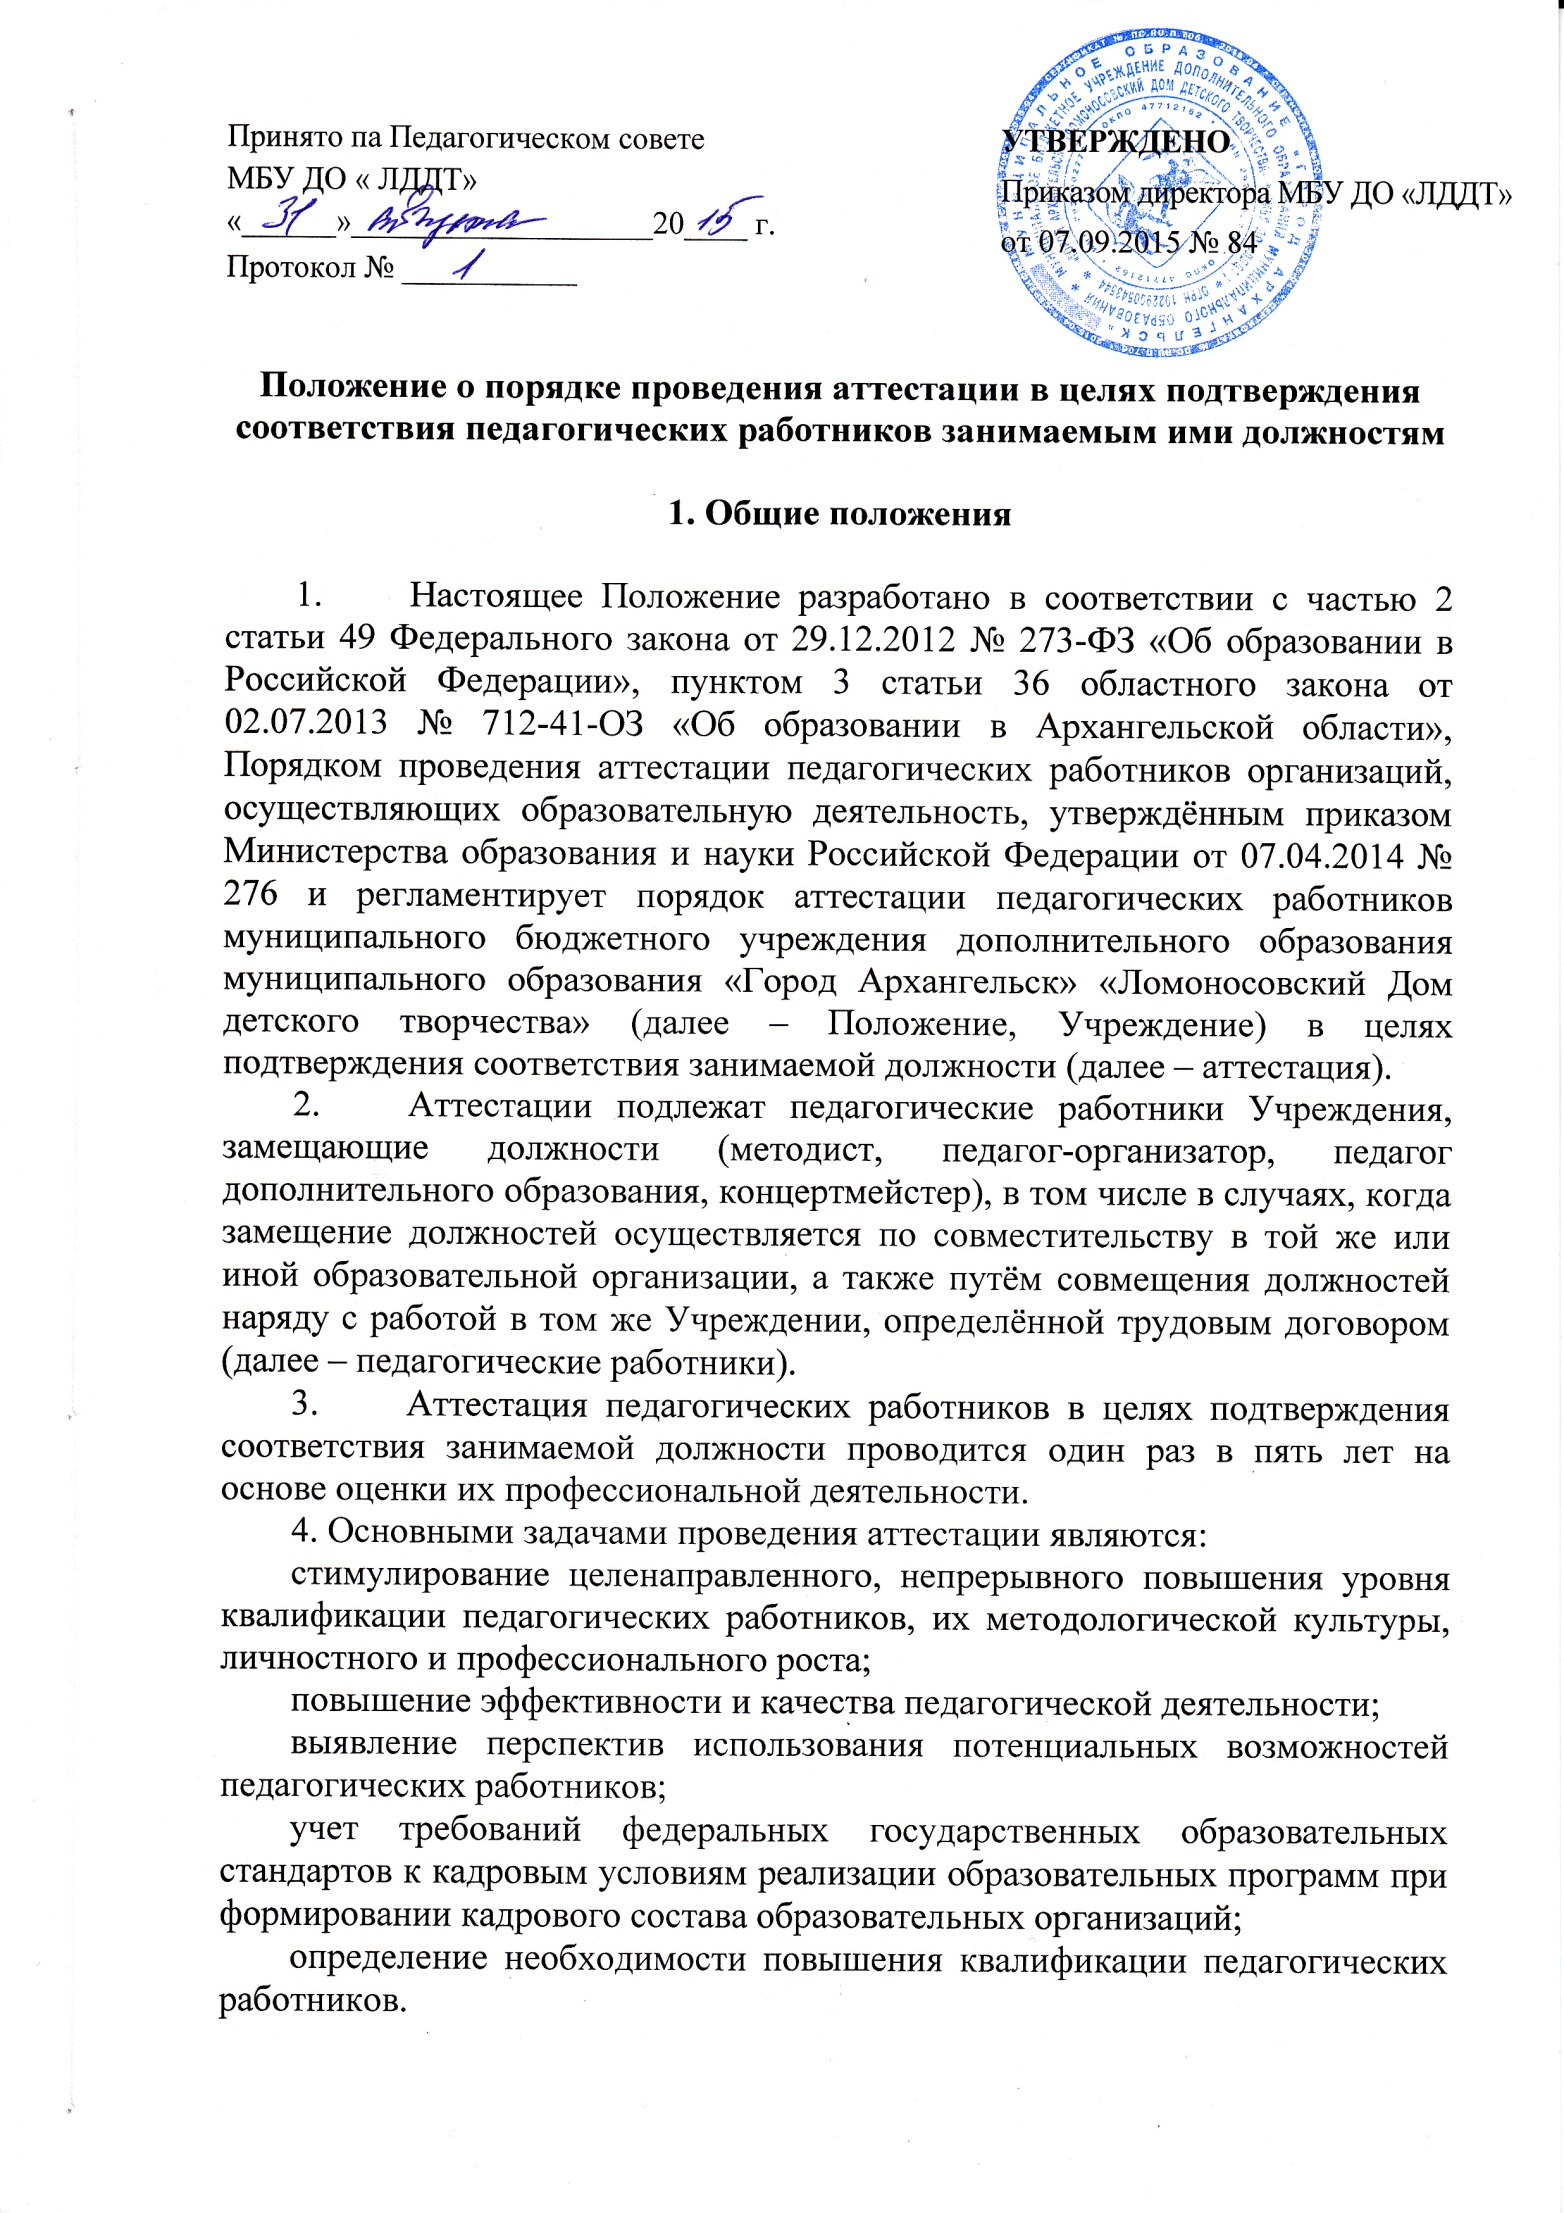 Принято па Педагогическом совете
МБУ ДО « ЛДДТ»
«31» августа 2015 г.
Протокол № 1
УТВЕРЖДЕНО
Приказом директора МБУ ДО «ЛДДТ»
от 07.09.2015 № 84
Положение о порядке проведения аттестации в целях подтверждения
соответствия педагогических работников занимаемым ими должностям
1. Общие положения
1. Настоящее Положение разработано в соответствии с частью 2
статьи 49 Федерального закона от 29.12.2012 № 273-ФЗ «Об образовании в
Российской Федерации», пунктом 3 статьи 36 областного закона от
02.07.2013 № 712-41-ОЗ «Об образовании в Архангельской области»,
Порядком проведения аттестации педагогических работников организаций,
осуществляющих образовательную деятельность, утверждённым приказом
Министерства образования и науки Российской Федерации от 07.04.2014 №
276 и регламентирует порядок аттестации педагогических работников
муниципального бюджетного учреждения дополнительного образования
муниципального образования «Город Архангельск» «Ломоносовский Дом
детского творчества» (далее – Положение, Учреждение) в целях
подтверждения соответствия занимаемой должности (далее – аттестация).
2. Аттестации подлежат педагогические работники Учреждения,
замещающие должности (методист, педагог-организатор, педагог
дополнительного образования, концертмейстер), в том числе в случаях, когда
замещение должностей осуществляется по совместительству в той же или
иной образовательной организации, а также путём совмещения должностей
наряду с работой в том же Учреждении, определённой трудовым договором
(далее – педагогические работники).
3. Аттестация педагогических работников в целях подтверждения
соответствия занимаемой должности проводится один раз в пять лет на
основе оценки их профессиональной деятельности.
4. Основными задачами проведения аттестации являются:
стимулирование целенаправленного, непрерывного повышения уровня
квалификации педагогических работников, их методологической культуры,
личностного и профессионального роста;
повышение эффективности и качества педагогической деятельности;
выявление перспектив использования потенциальных возможностей
педагогических работников;
учет требований федеральных государственных образовательных
стандартов к кадровым условиям реализации образовательных программ при
формировании кадрового состава образовательных организаций;
определение необходимости повышения квалификации педагогических
работников.